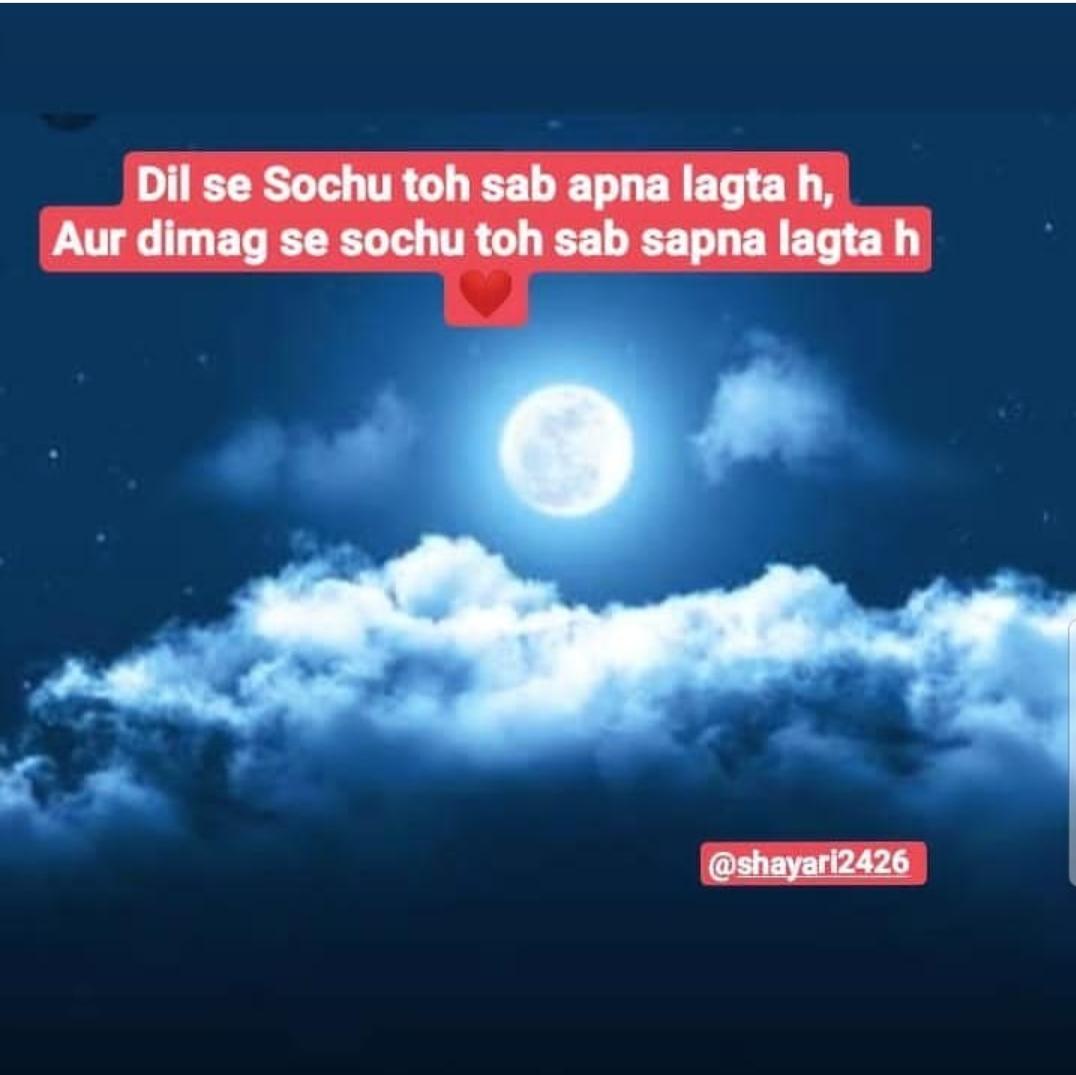 Dil se Sochu toh sab apna lagta h,
Aur dimag se sochu toh sab sapna lagta h
❤️
@shayari2426